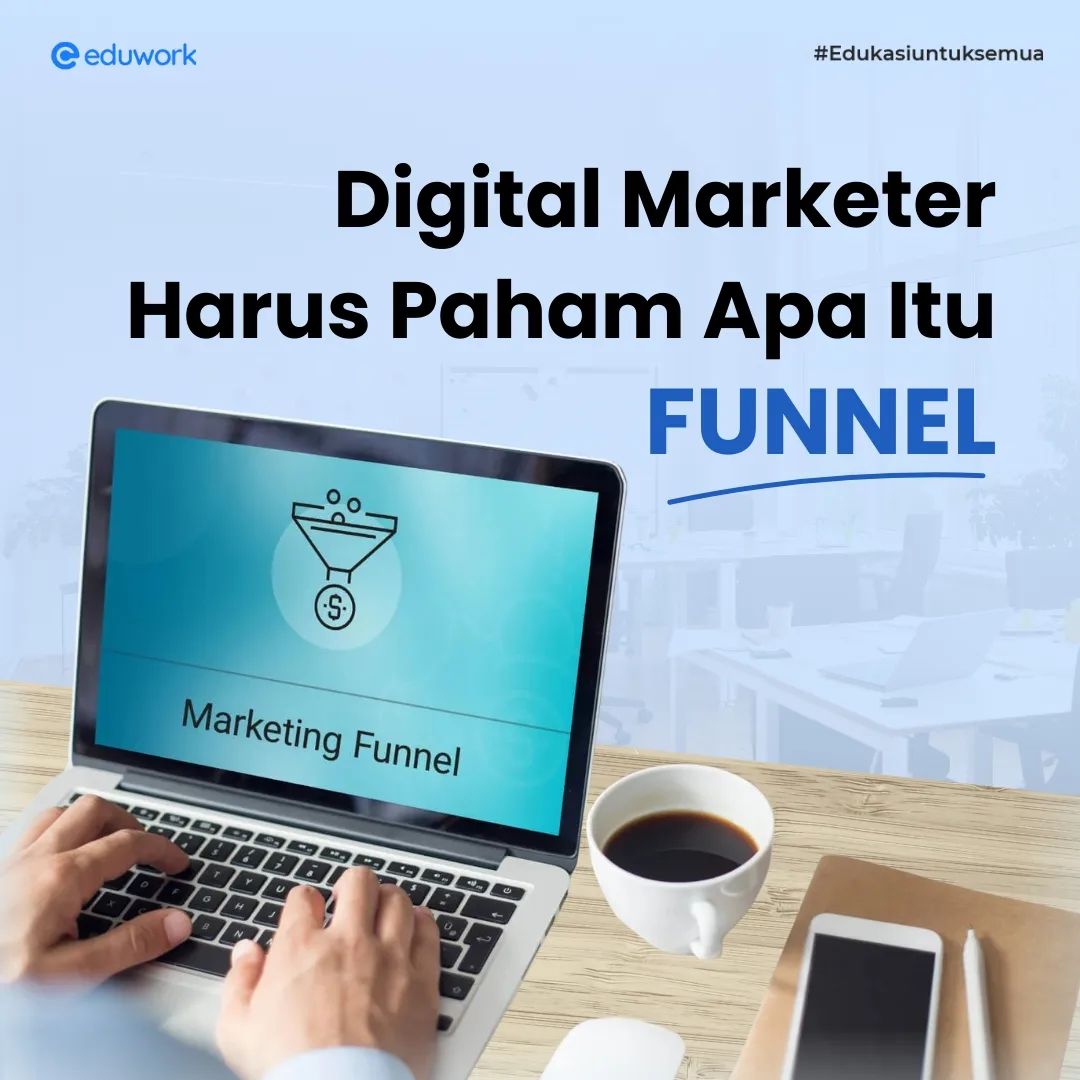 eduwork
#Edukasiuntuksemua
Digital Marketer
Harus Paham Apa Itu
FUNNEL
Marketing Funnel